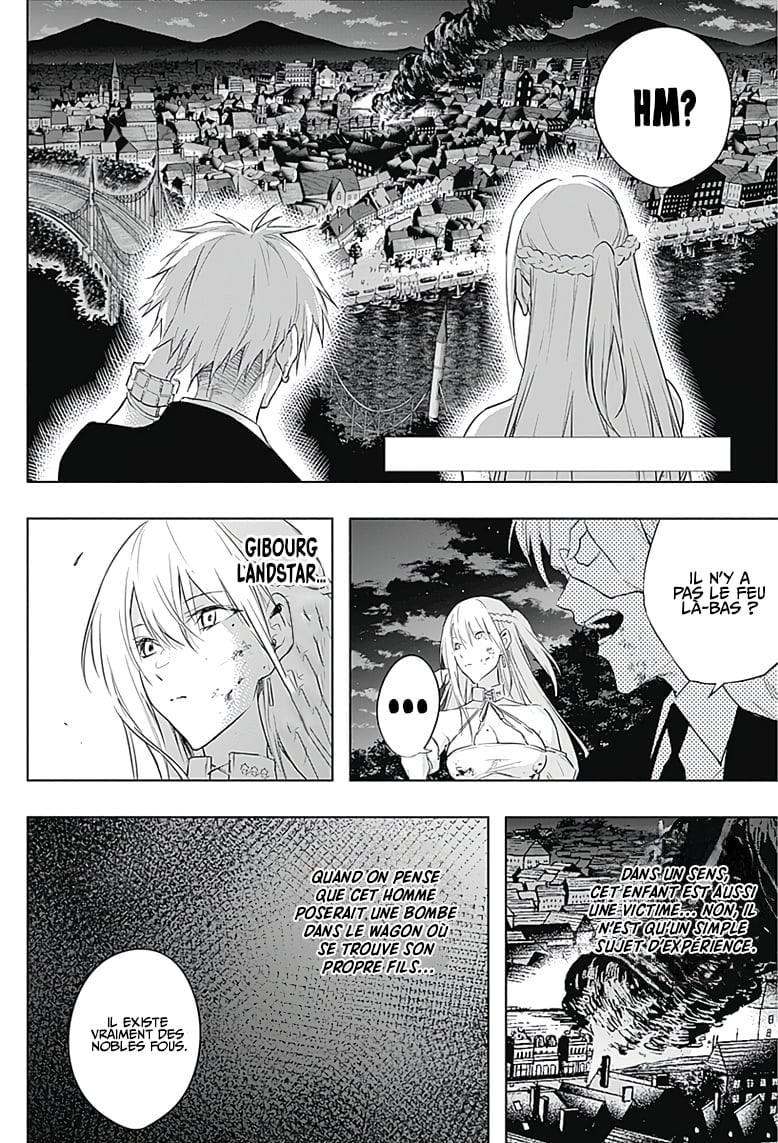 HM?
IL N'Y A
PAS LE FEU
LÀ-BAS ?
...
GIBOURG
LANDSTAR...
DANS UN SENS,
CET ENFANT EST AUSSI
UNE VICTIME... NON, IL
N'EST QU'UN SIMPLE
SUJET D'EXPÉRIENCE.
QUAND ON PENSE
QUE CET HOMME
POSERAIT UNE BOMBE
DANS LE WAGON OÙ
SE TROUVE SON
PROPRE FILS...
IL EXISTE
VRAIMENT DES
NOBLES FOUS.